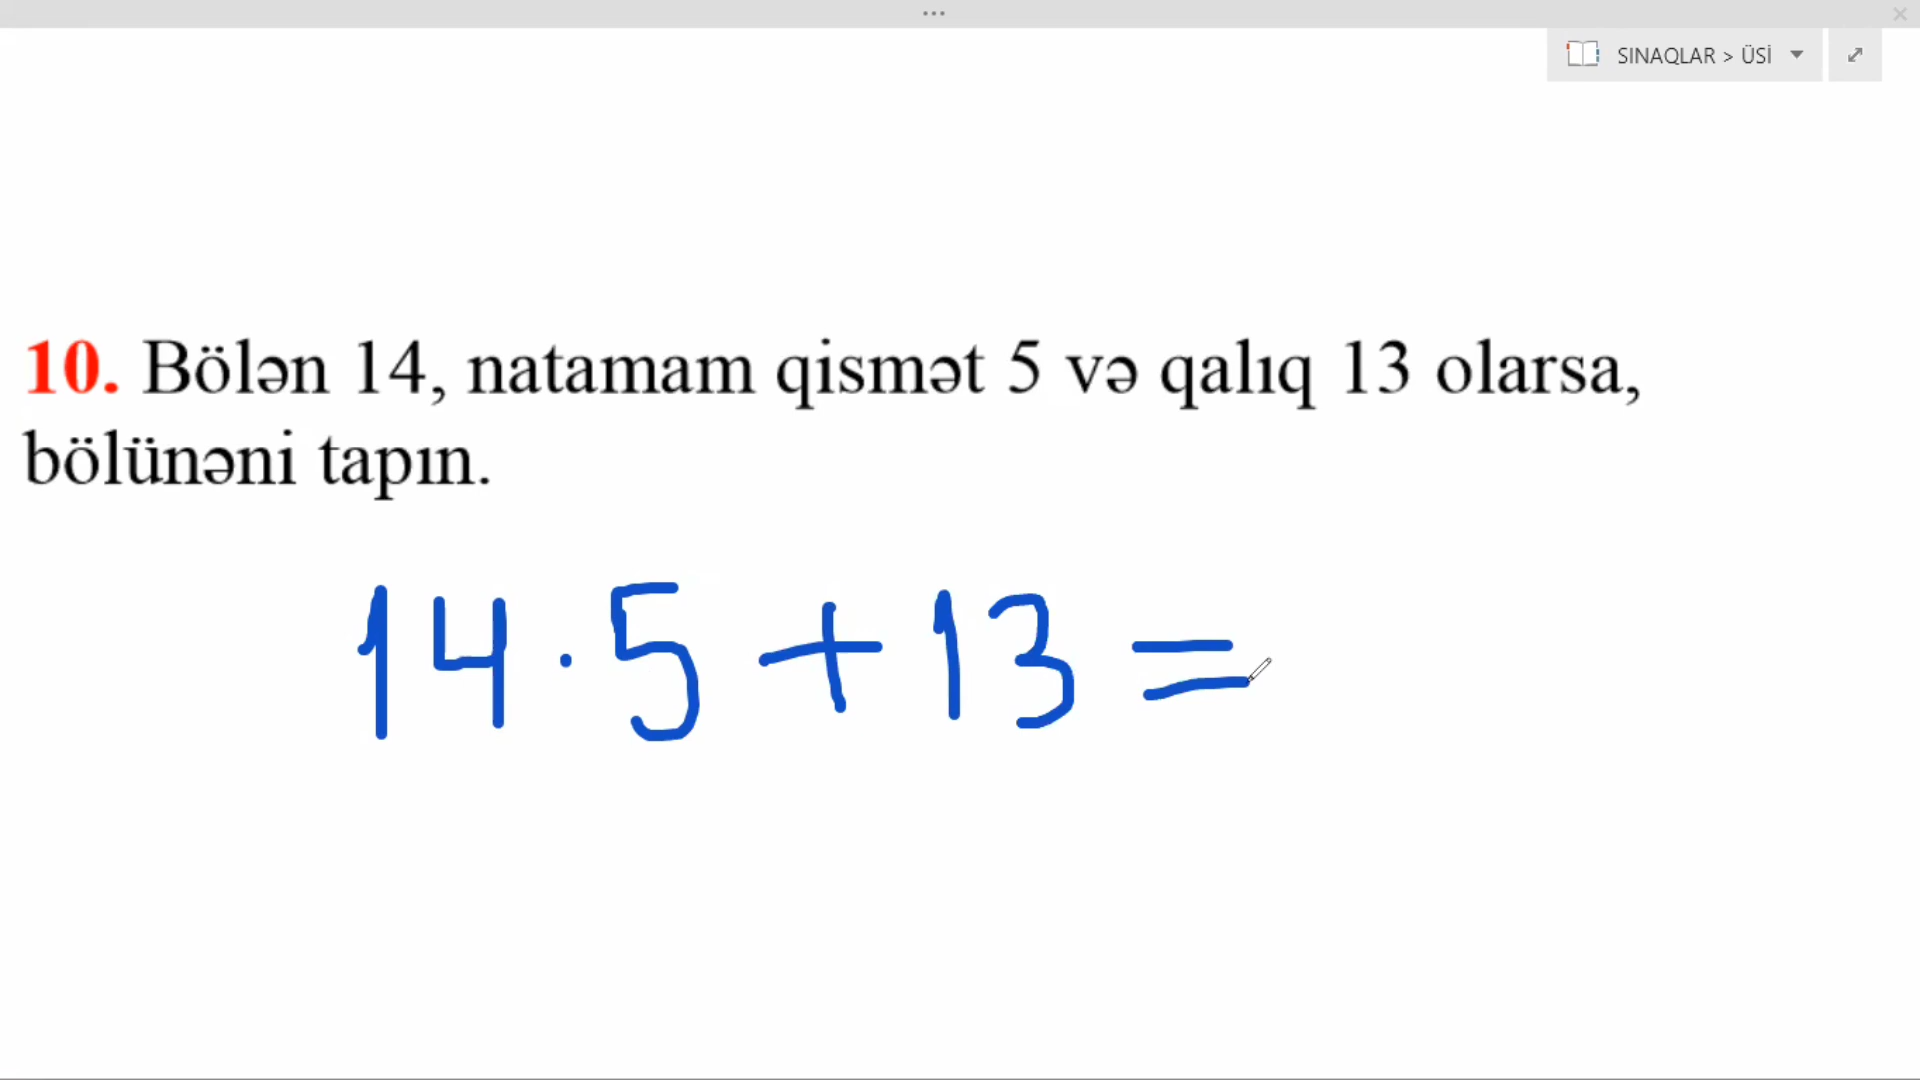 SINAQLAR > ÜSİ
10. Bölən 14, natamam qismət 5 və qalıq 13 olarsa,
bölünəni tapın.
14 · 5 + 13 =